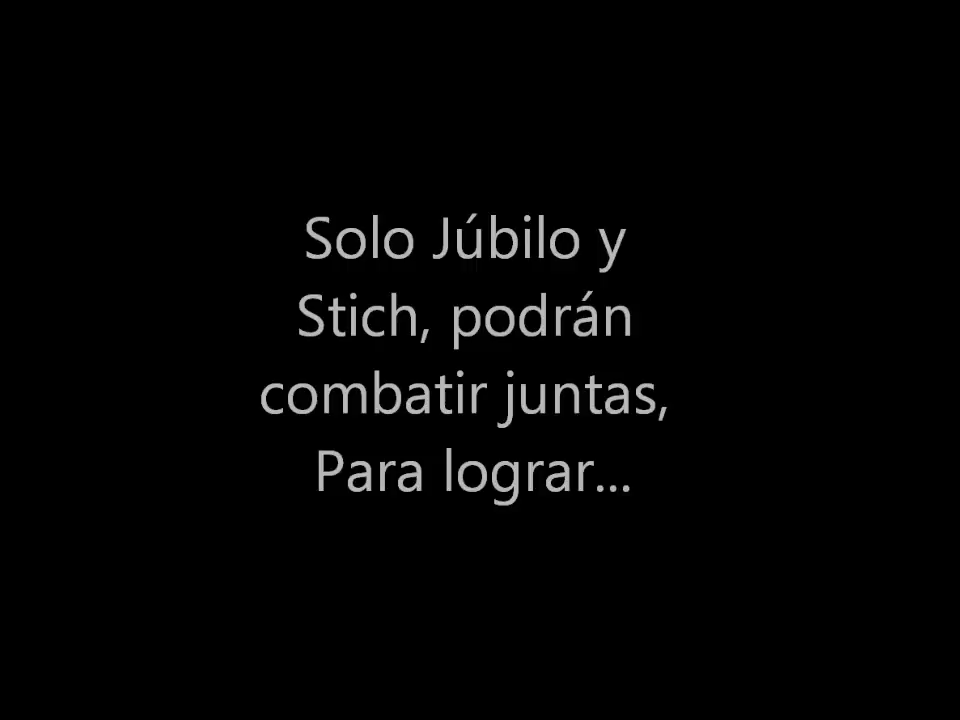 Solo Júbilo y
Stich, podrán
combatir juntas,
Para lograr...